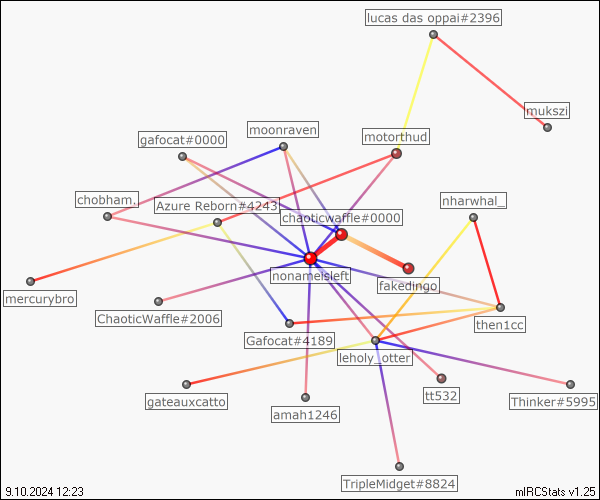 lucas das oppai#2396
mukszi
moonraven
gafocat#0000
motorthud
chobham.
Azure Reborn#4243
nharwhal_
chaoticwaffle#0000
nonameisleft
fakedingo
mercurybro
ChaoticWaffle#2006
then1cc
Gafocat#4189
leholy_otter
gateauxcatto
tt532
Thinker#5995
amah1246
TripleMidget#8824
9.10.2024 12:23
mIRCStats v1.25